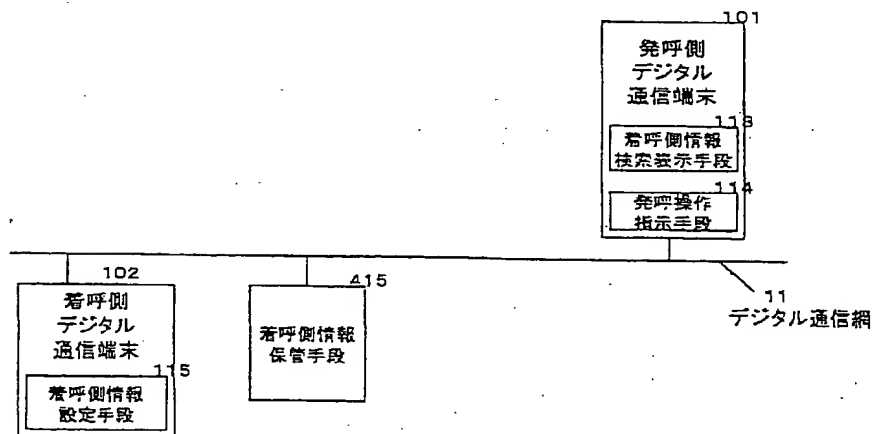 101
発呼側
デジタル
通信端末
113
着呼側情報
検索表示手段
114
発呼操作
指示手段
102
着呼側
デジタル
通信端末
115
着呼側情報
設定手段
415
着呼側情報
保管手段
11
デジタル通信網